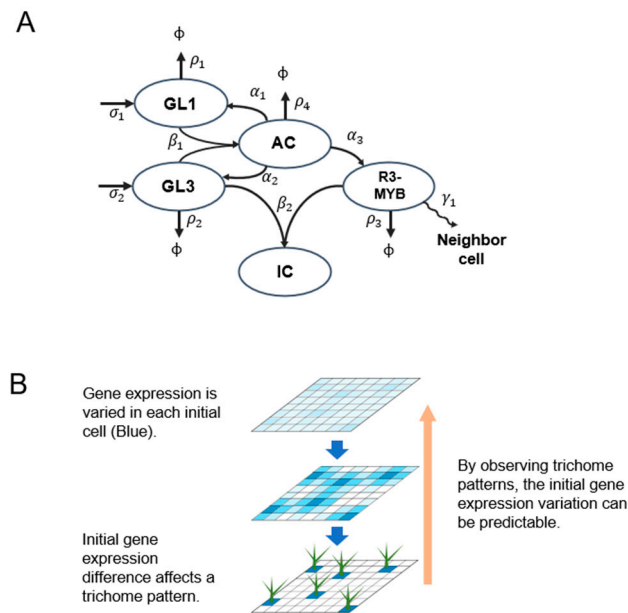 A
ϕ
ρ₁
GL1
σ₁
α₁
ϕ
ρ₄
β₁
AC
α₃
α₂
GL3
σ₂
R3-
MYB
γ₁
β₂
ρ₂
ρ₃
ϕ
ϕ
Neighbor
cell
IC
B
Gene expression is
varied in each initial
cell (Blue).
By observing trichome
patterns, the initial gene
expression variation can
be predictable.
Initial gene
expression
difference affects a
trichome pattern.